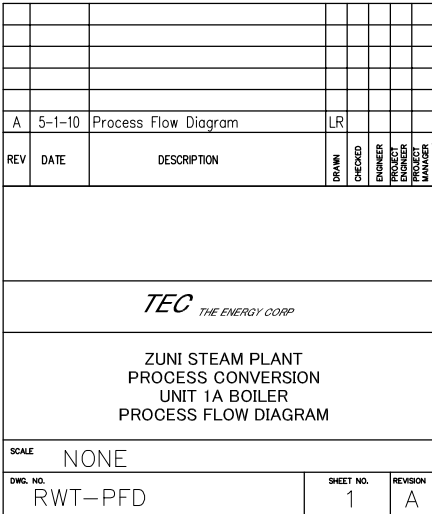 A 5-1-10 Process Flow Diagram LR
REV DATE DESCRIPTION DRAWN CHECKED ENGINEER PROJECT ENGINEER PROJECT MANAGER
TEC THE ENERGY CORP
ZUNI STEAM PLANT
PROCESS CONVERSION
UNIT 1A BOILER
PROCESS FLOW DIAGRAM
SCALE NONE
DWG. NO. SHEET NO. REVISION
RWT-PFD 1 A